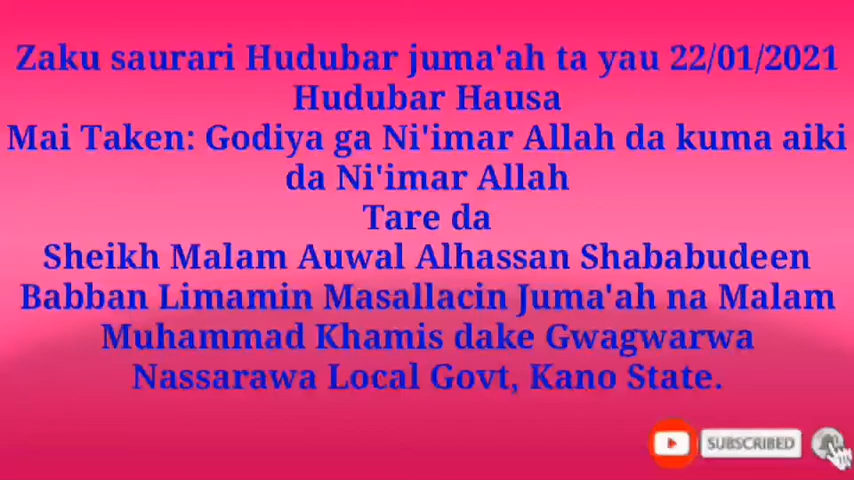 Zaku saurari Hudubar juma'ah ta yau 22/01/2021
Hudubar Hausa
Mai Taken: Godiya ga Ni'imar Allah da kuma aiki
da Ni'imar Allah
Tare da
Sheikh Malam Auwal Alhassan Shababudeen
Babban Limamin Masallacin Juma'ah na Malam
Muhammad Khamis dake Gwagwarwa
Nassarawa Local Govt, Kano State.
SUBSCRIBED